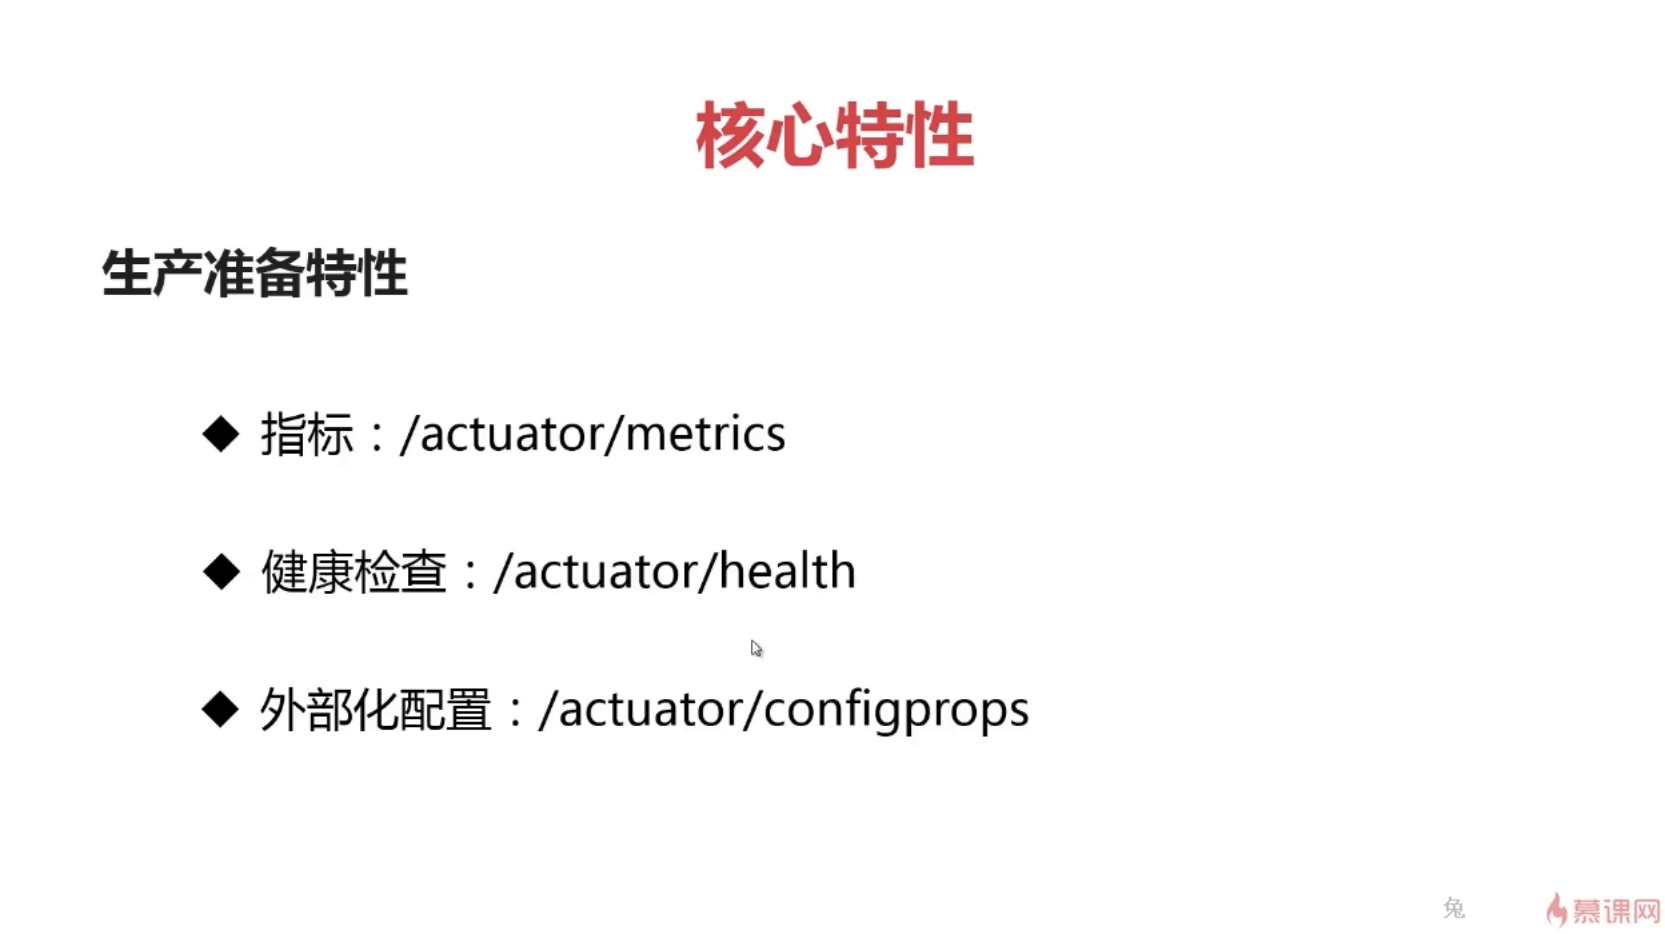 核心特性
生产准备特性
◆ 指标：/actuator/metrics
◆ 健康检查：/actuator/health
◆ 外部化配置：/actuator/configprops
兔
慕课网